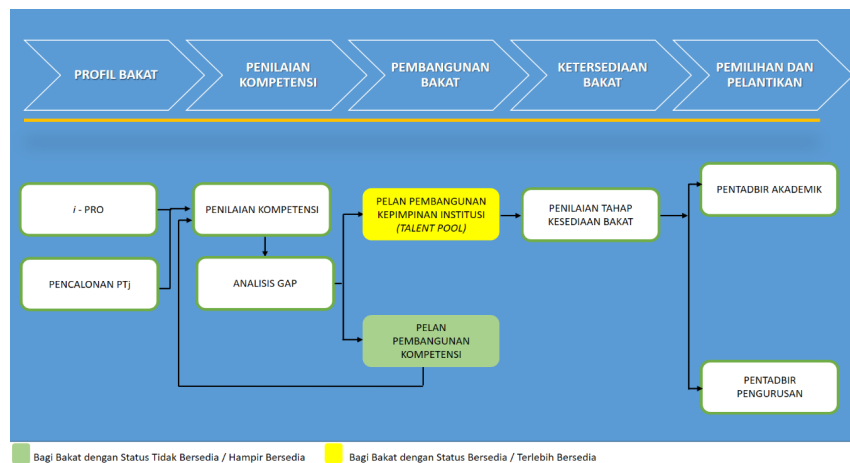 PROFIL BAKAT
PENILAIAN
KOMPETENSI
PEMBANGUNAN
BAKAT
KETERSEDIAAN
BAKAT
PEMILIHAN DAN
PELANTIKAN
i - PRO
PENCALONAN PTj
PENILAIAN KOMPETENSI
ANALISIS GAP
PELAN PEMBANGUNAN
KEPIMPINAN INSTITUSI
(TALENT POOL)
PELAN
PEMBANGUNAN
KOMPETENSI
PENILAIAN TAHAP
KESEDIAAN BAKAT
PENTADBIR AKADEMIK
PENTADBIR
PENGURUSAN
Bagi Bakat dengan Status Tidak Bersedia / Hampir Bersedia
Bagi Bakat dengan Status Bersedia / Terlebih Bersedia